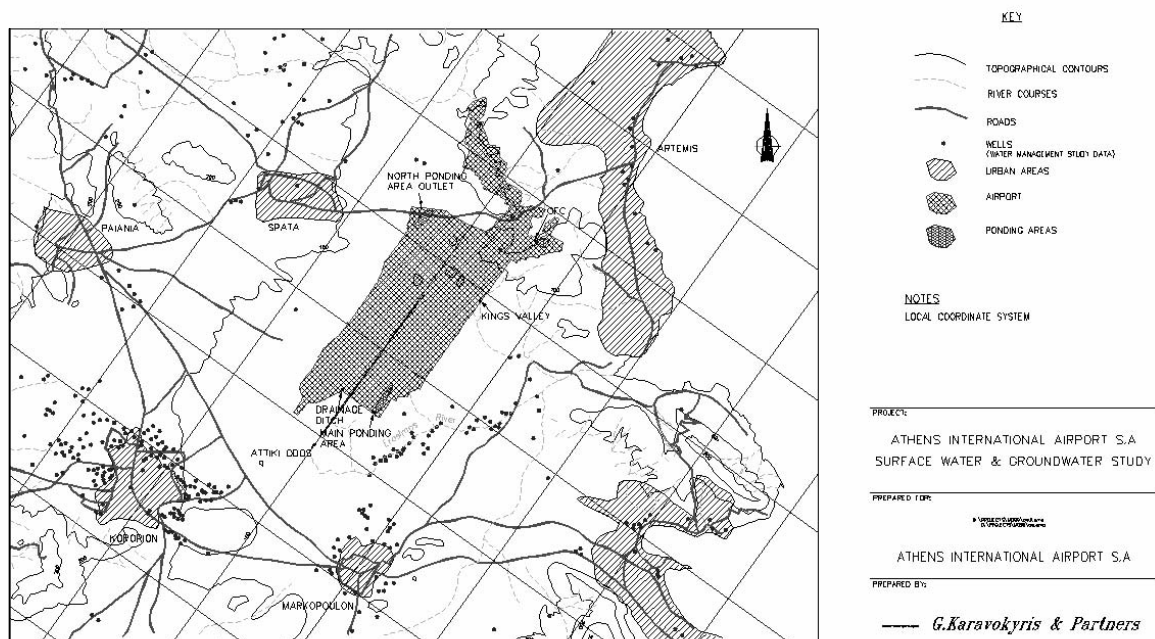 KEY
TOPOGRAPHICAL CONTOURS
RIVER COURSES
ROADS
WELLS
(WATER MANAGEMENT STUDY DATA)
URBAN AREAS
AIRPORT
PONDING AREAS
NOTES
LOCAL COORDINATE SYSTEM
ARTEMIS
NORTH PONDING
AREA OUTLET
SPATA
PAIANIA
KINGS VALLEY
DRAINAGE
DITCH
MAIN PONDING
AREA
River
ATTIKI ODOS
KOPORION
MARKOPOULON
PROJECT:
ATHENS INTERNATIONAL AIRPORT S.A
SURFACE WATER & GROUNDWATER STUDY
PREPARED FOR:
ATHENS INTERNATIONAL AIRPORT S.A
PREPARED BY:
G.Karavokyris & Partners